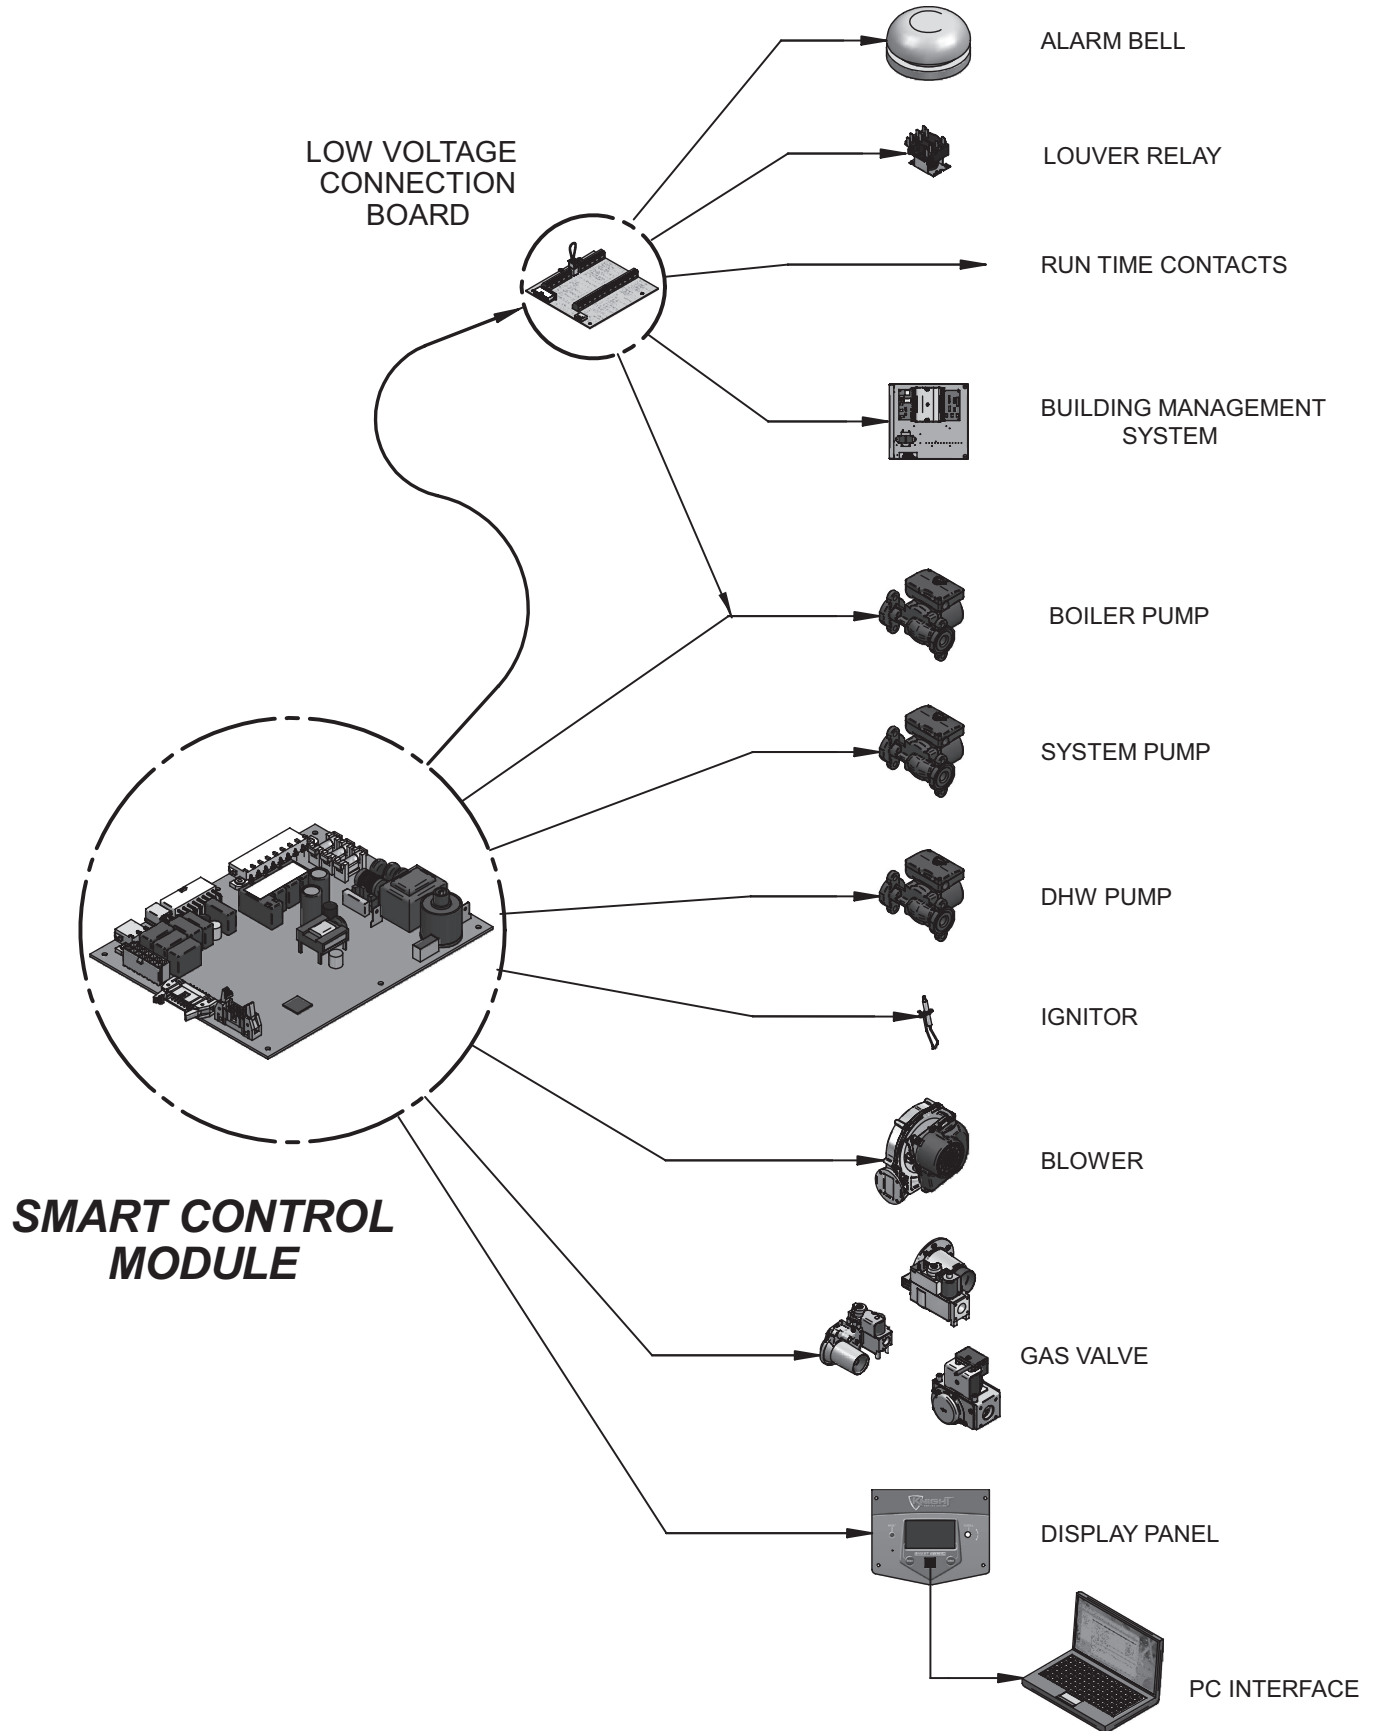 ALARM BELL
LOW VOLTAGE
CONNECTION
BOARD
LOUVER RELAY
RUN TIME CONTACTS
BUILDING MANAGEMENT
SYSTEM
BOILER PUMP
SYSTEM PUMP
DHW PUMP
IGNITOR
BLOWER
SMART CONTROL
MODULE
GAS VALVE
KNIGHT
DISPLAY PANEL
PC INTERFACE